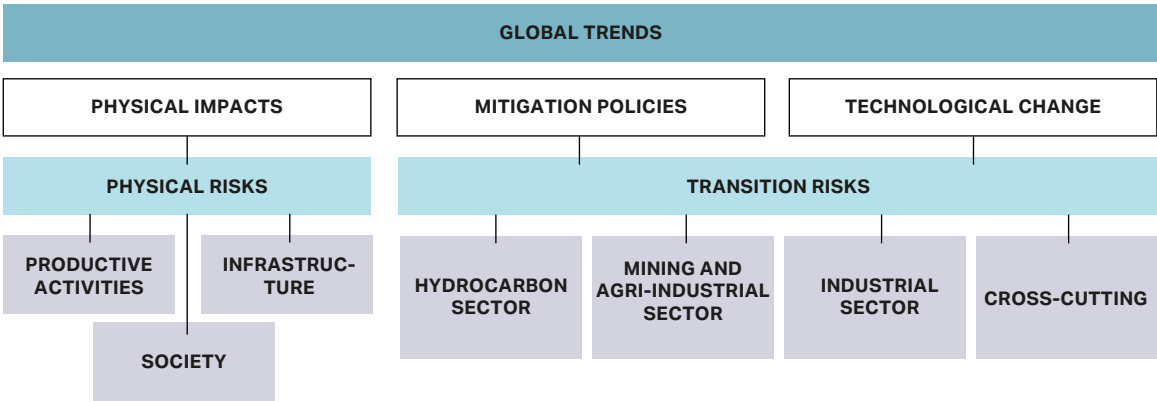 GLOBAL TRENDS
PHYSICAL IMPACTS
MITIGATION POLICIES
TECHNOLOGICAL CHANGE
PHYSICAL RISKS
TRANSITION RISKS
PRODUCTIVE
ACTIVITIES
INFRASTRUC-
TURE
SOCIETY
HYDROCARBON
SECTOR
MINING AND
AGRI-INDUSTRIAL
SECTOR
INDUSTRIAL
SECTOR
CROSS-CUTTING